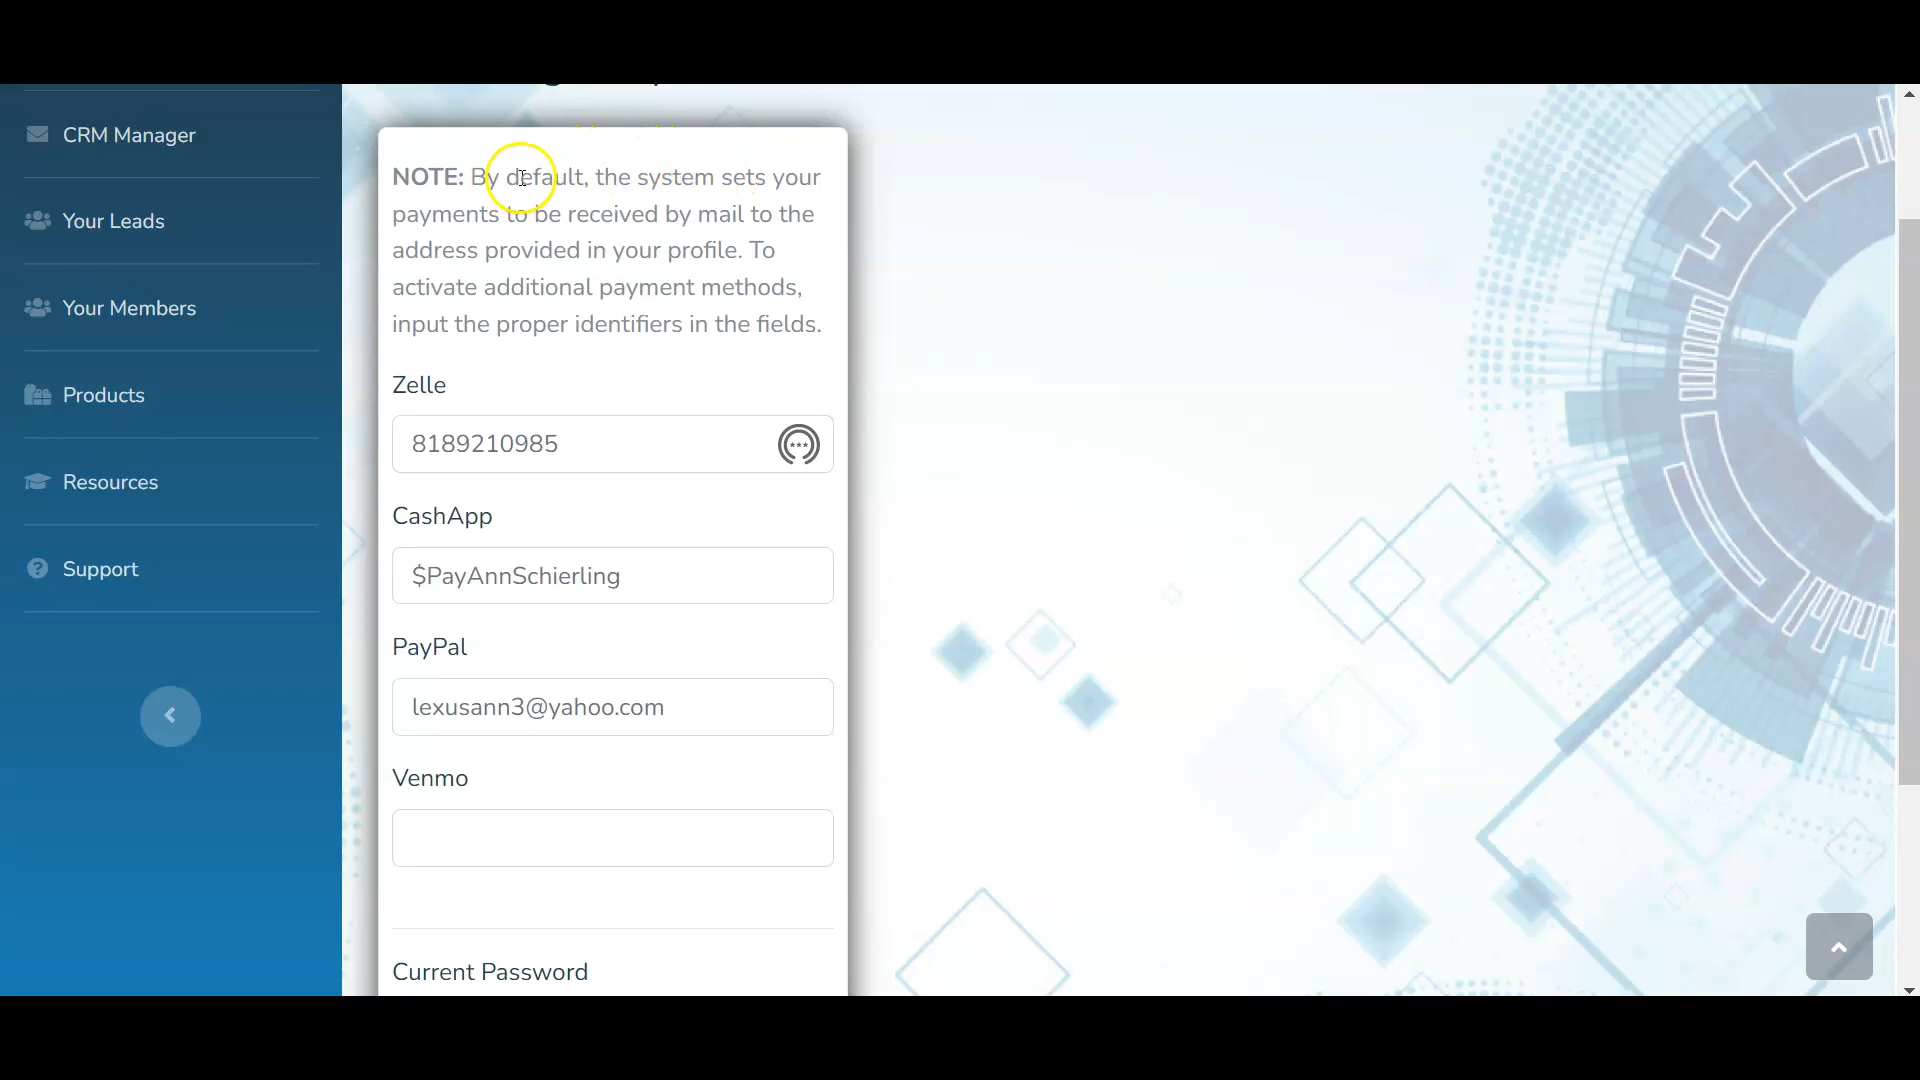 CRM Manager
Your Leads
Your Members
Products
Resources
Support
NOTE: By default, the system sets your
payments to be received by mail to the
address provided in your profile. To
activate additional payment methods,
input the proper identifiers in the fields.
Zelle
8189210985
CashApp
$PayAnnSchierling
PayPal
lexusann3@yahoo.com
Venmo
Current Password